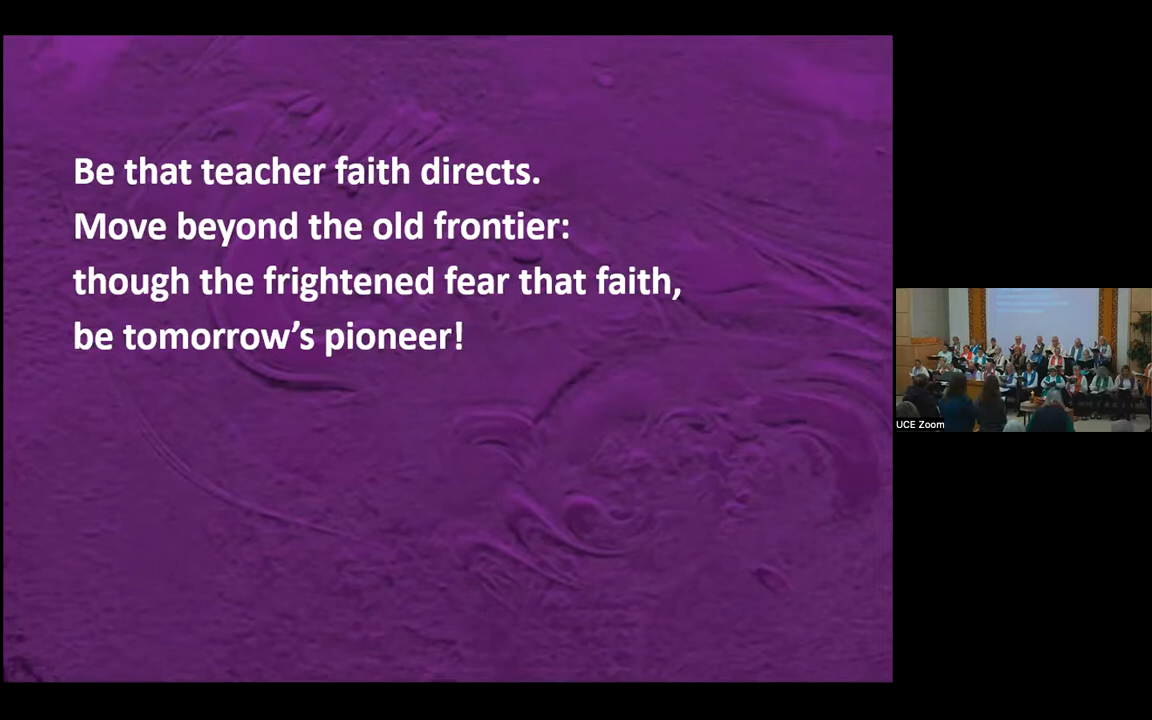 Be that teacher faith directs.
Move beyond the old frontier:
though the frightened fear that faith,
be tomorrow’s pioneer!
UCE Zoom